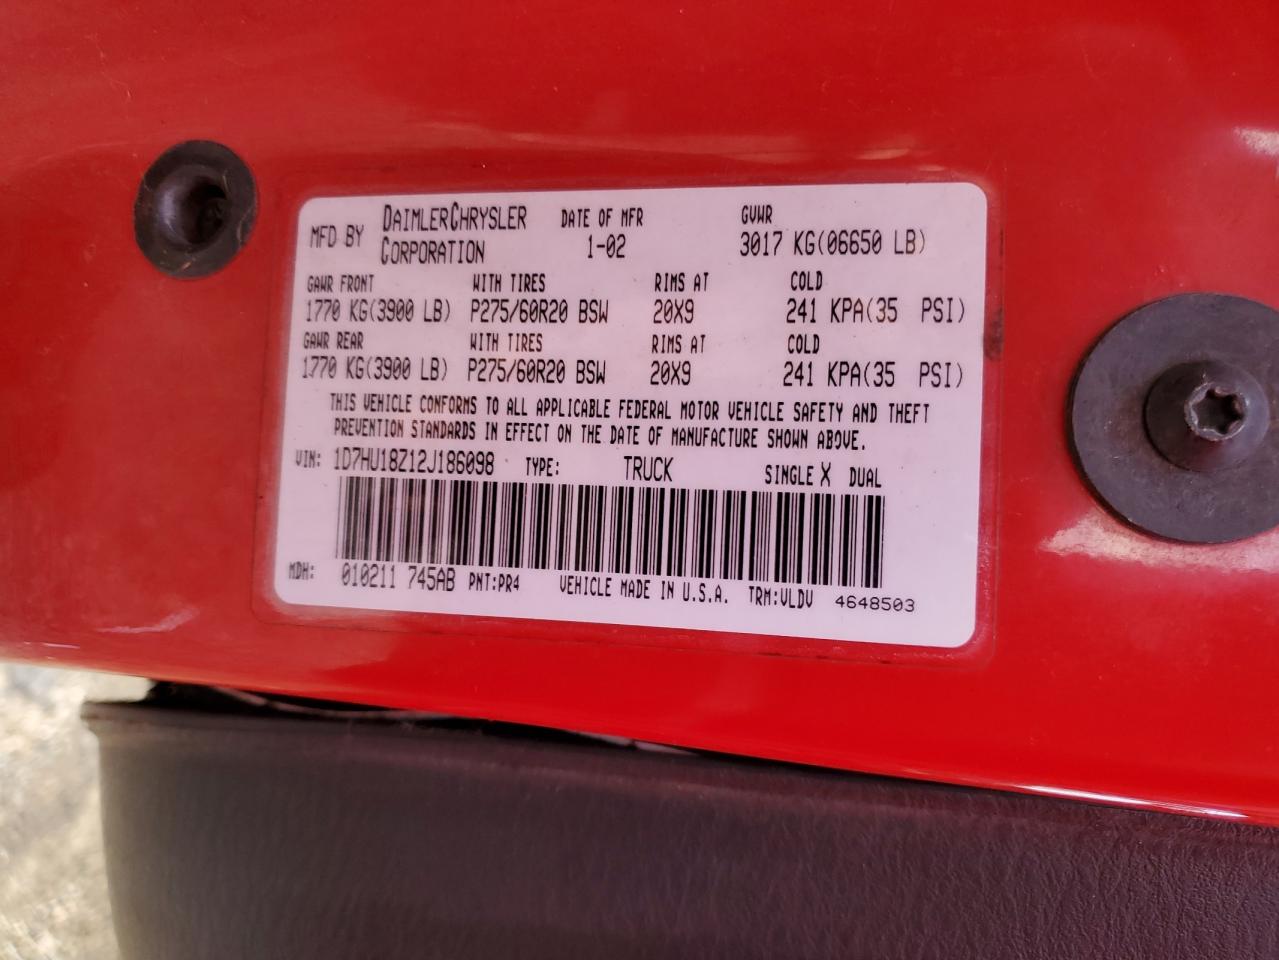 MFD BY DAIMLERCHRYSLER CORPORATION DATE OF MFR 1-02 GVWR 3017 KG(06650 LB)
GAWR FRONT WITH TIRES RIMS AT COLD
1770 KG(3900 LB) P275/60R20 BSW 20X9 241 KPA(35 PSI)
GAWR REAR WITH TIRES RIMS AT COLD
1770 KG(3900 LB) P275/60R20 BSW 20X9 241 KPA(35 PSI)
THIS VEHICLE CONFORMS TO ALL APPLICABLE FEDERAL MOTOR VEHICLE SAFETY AND THEFT
PREVENTION STANDARDS IN EFFECT ON THE DATE OF MANUFACTURE SHOWN ABOVE.
VIN: 1D7HU18Z12J186098 TYPE: TRUCK SINGLE X DUAL
MDH: 010211 745AB PNT:PR4 VEHICLE MADE IN U.S.A. TRM:VLDV 4648503